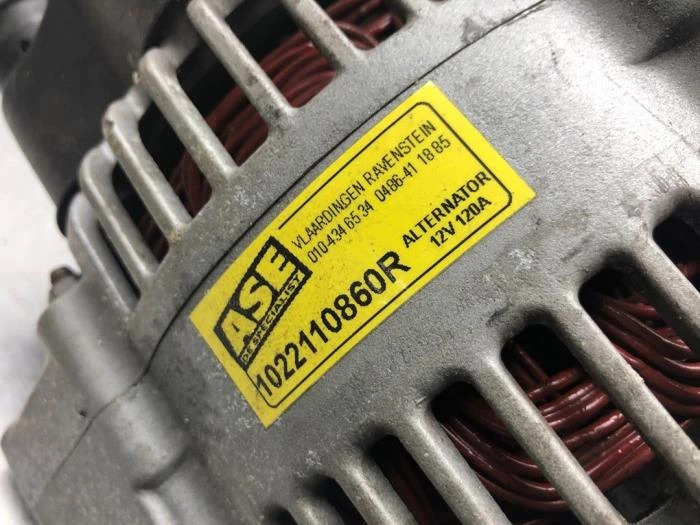 ASE
DE SPECIALIST
VLAARDINGEN RAVENSTEIN
010-434 65 34 0486-41 18 85
1022110860R
ALTERNATOR
12V 120A